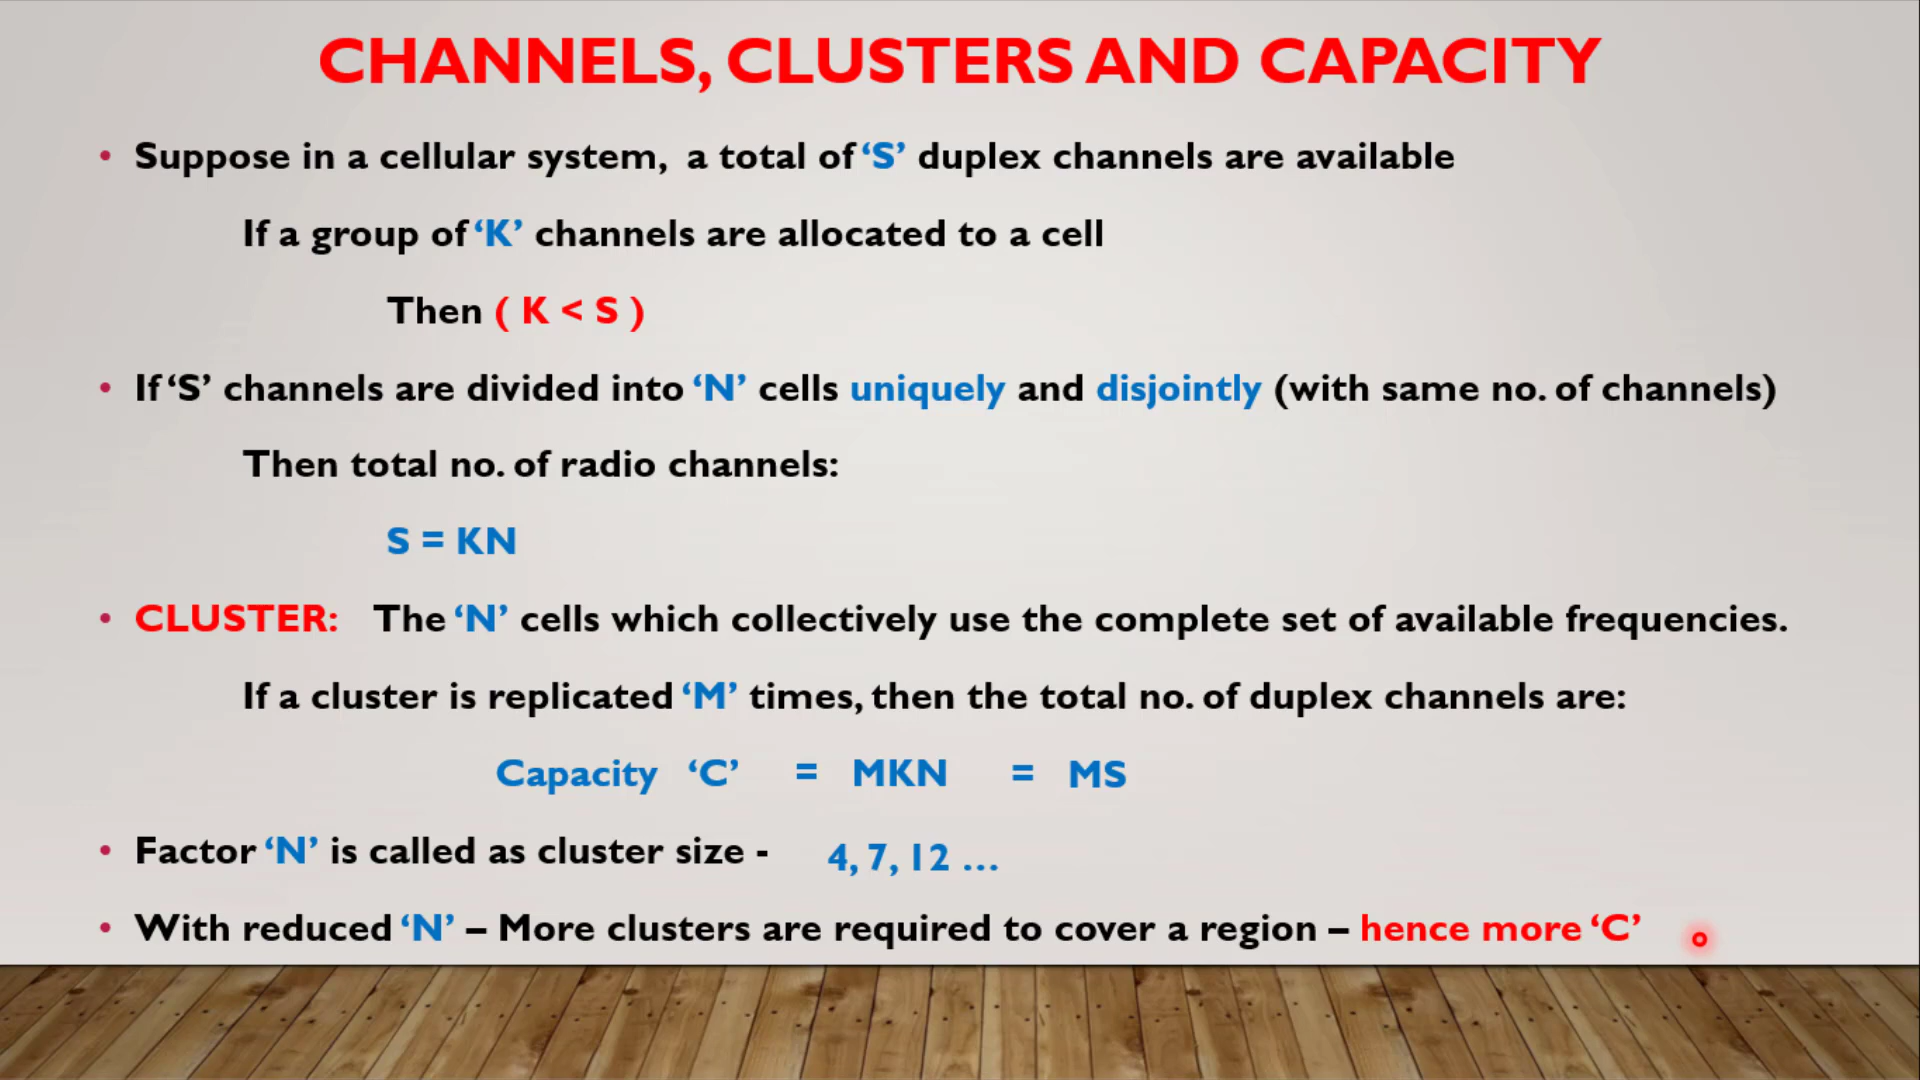 CHANNELS, CLUSTERS AND CAPACITY
• Suppose in a cellular system, a total of ‘S’ duplex channels are available
If a group of ‘K’ channels are allocated to a cell
Then ( K < S )
• If ‘S’ channels are divided into ‘N’ cells uniquely and disjointly (with same no. of channels)
Then total no. of radio channels:
S = KN
• CLUSTER: The ‘N’ cells which collectively use the complete set of available frequencies.
If a cluster is replicated ‘M’ times, then the total no. of duplex channels are:
Capacity ‘C’ = MKN = MS
• Factor ‘N’ is called as cluster size - 4, 7, 12 ...
• With reduced ‘N’ – More clusters are required to cover a region – hence more ‘C’